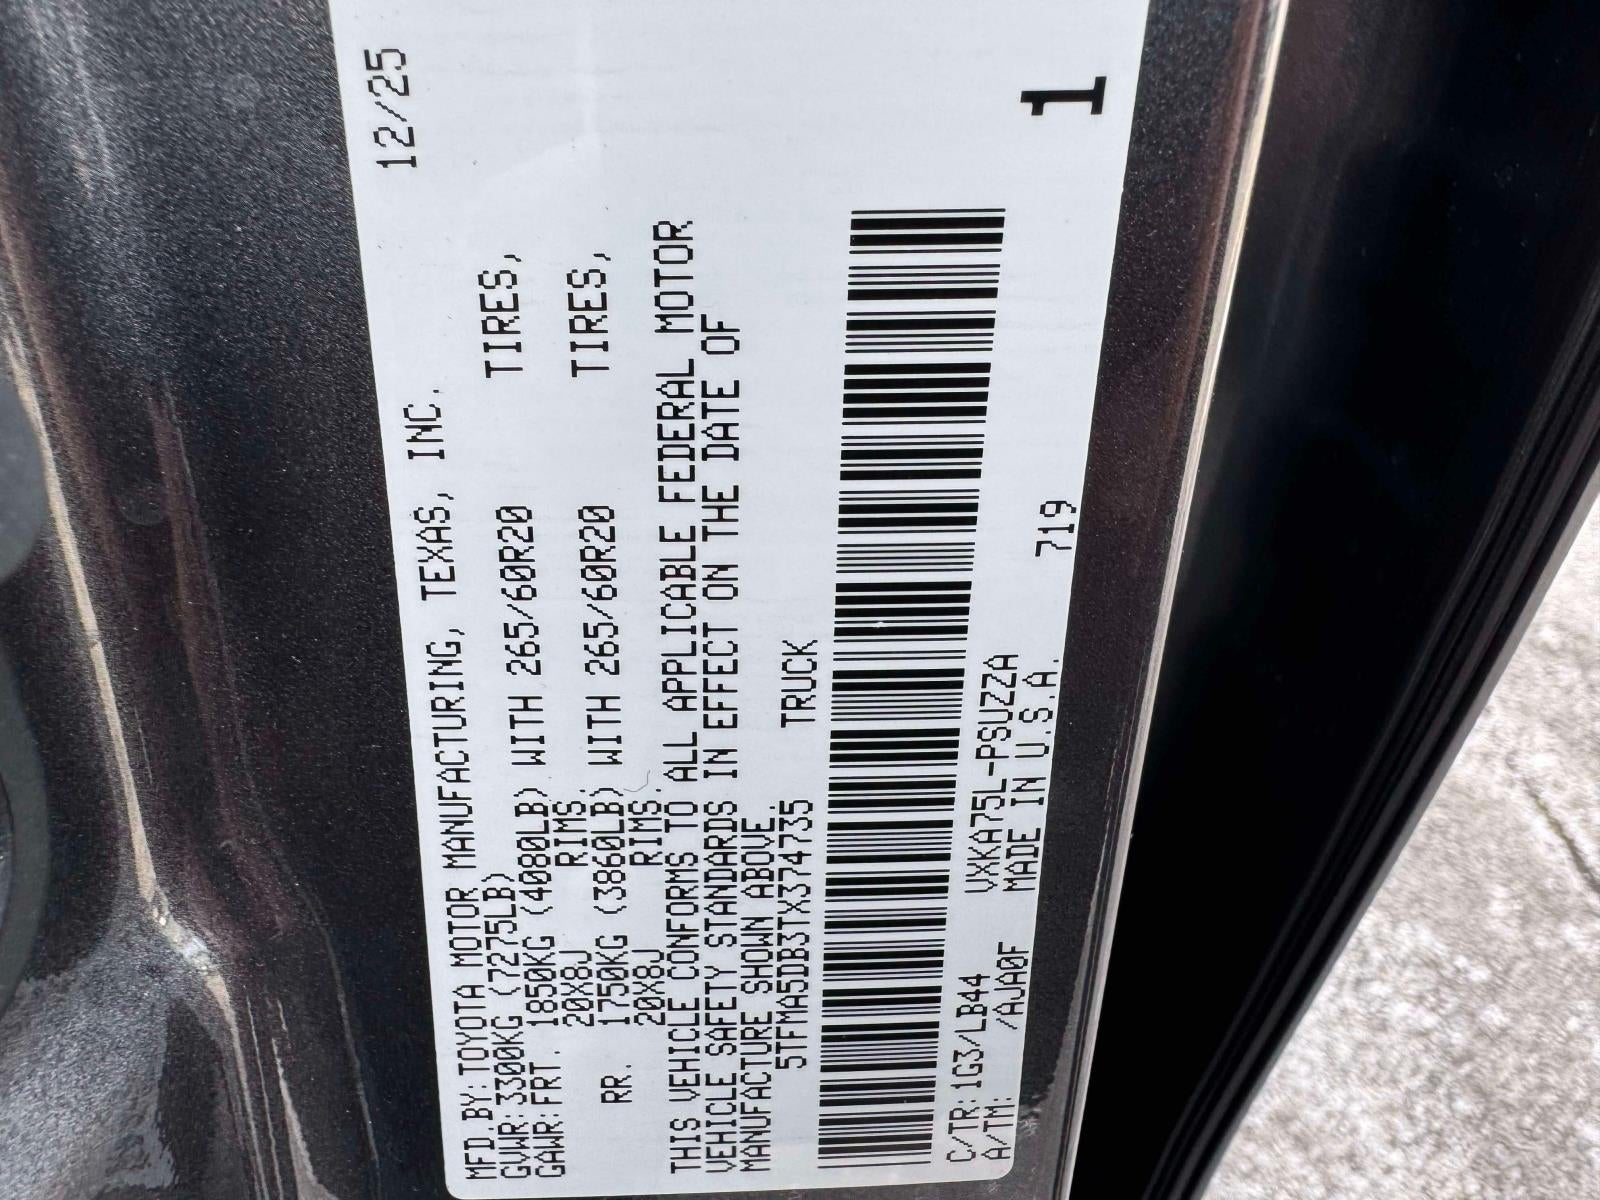 MFD.BY:TOYOTA MOTOR MANUFACTURING, TEXAS, INC. 12/25
GVWR:3300KG (7275LB)
GAWR:FRT. 1850KG (4080LB) WITH 265/60R20 TIRES,
20X8J RIMS;
RR. 1750KG (3860LB) WITH 265/60R20 TIRES,
20X8J RIMS.
THIS VEHICLE CONFORMS TO ALL APPLICABLE FEDERAL MOTOR
VEHICLE SAFETY STANDARDS IN EFFECT ON THE DATE OF
MANUFACTURE SHOWN ABOVE.
5TFMA5DB3TX374735 TRUCK
C/TR:1G3/LB44 VXKA75L-PSUZZA
A/TM: /AJA0F MADE IN U.S.A.
719
1